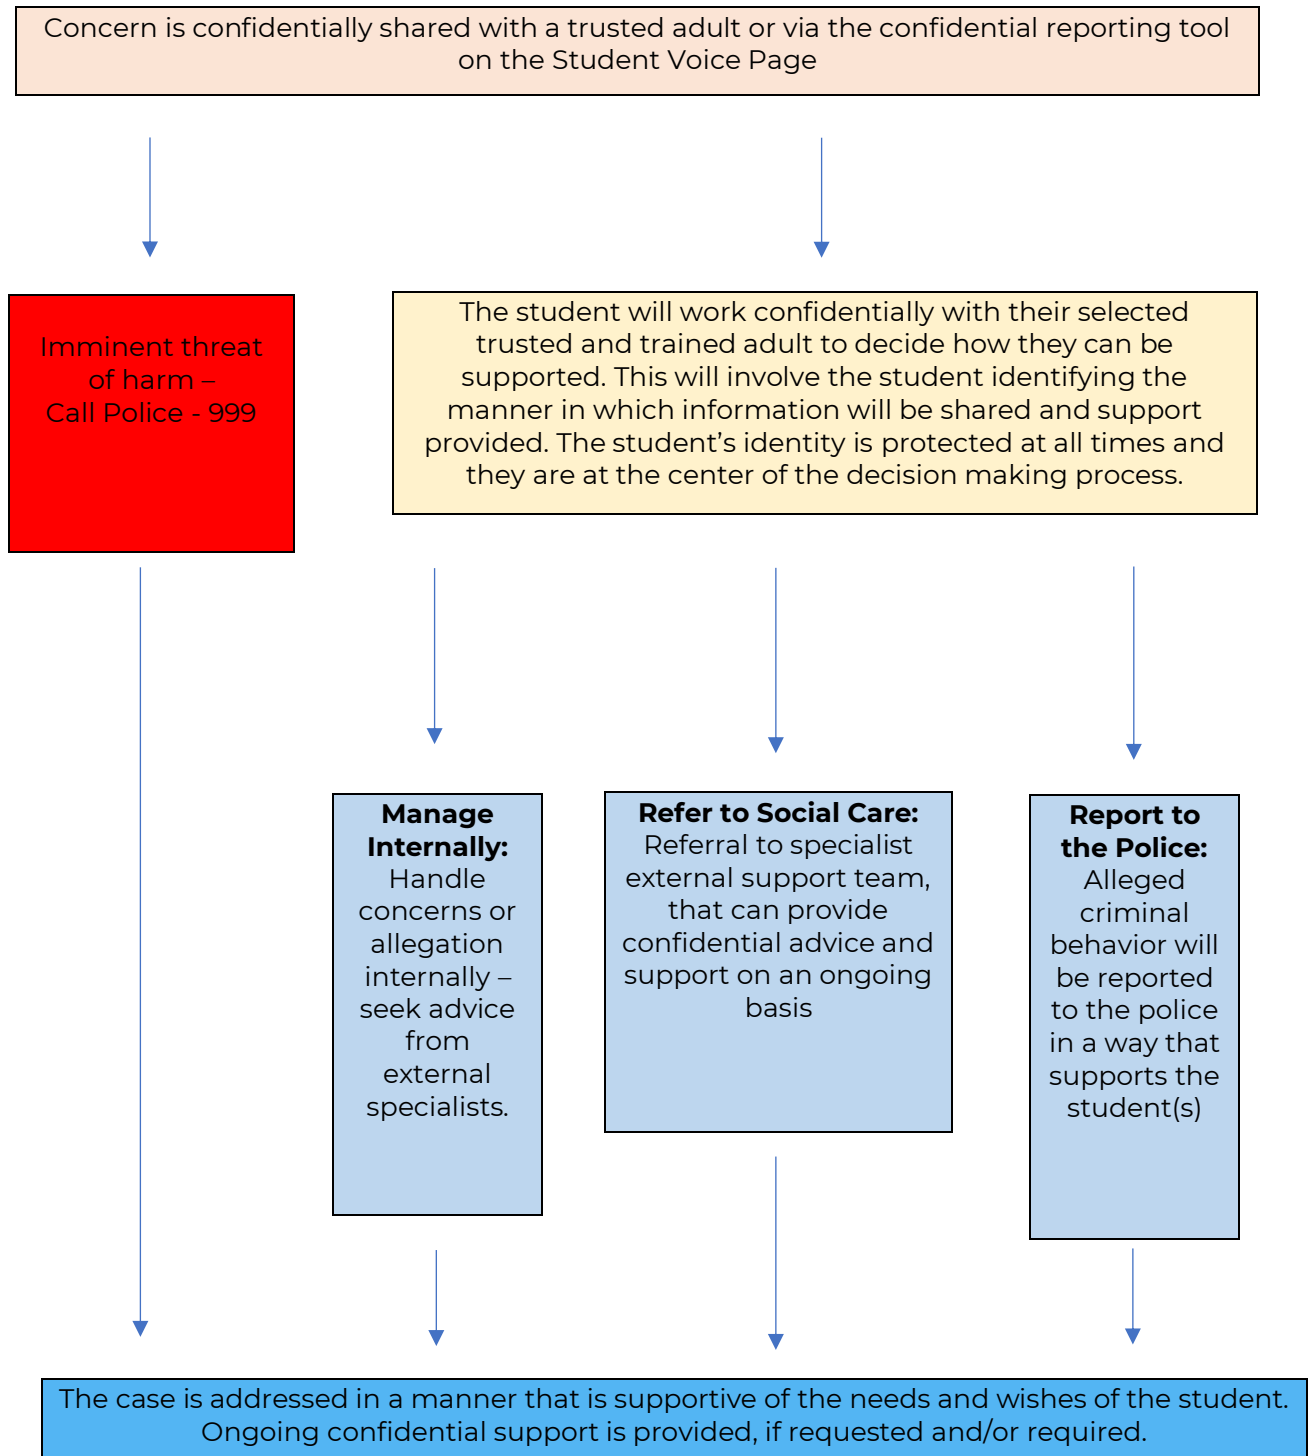 Concern is confidentially shared with a trusted adult or via the confidential reporting tool
on the Student Voice Page
Imminent threat
of harm –
Call Police - 999
The student will work confidentially with their selected
trusted and trained adult to decide how they can be
supported. This will involve the student identifying the
manner in which information will be shared and support
provided. The student’s identity is protected at all times and
they are at the center of the decision making process.
Manage
Internally:
Handle
concerns or
allegation
internally –
seek advice
from
external
specialists.
Refer to Social Care:
Referral to specialist
external support team,
that can provide
confidential advice and
support on an ongoing
basis
Report to
the Police:
Alleged
criminal
behavior will
be reported
to the police
in a way that
supports the
student(s)
The case is addressed in a manner that is supportive of the needs and wishes of the student.
Ongoing confidential support is provided, if requested and/or required.